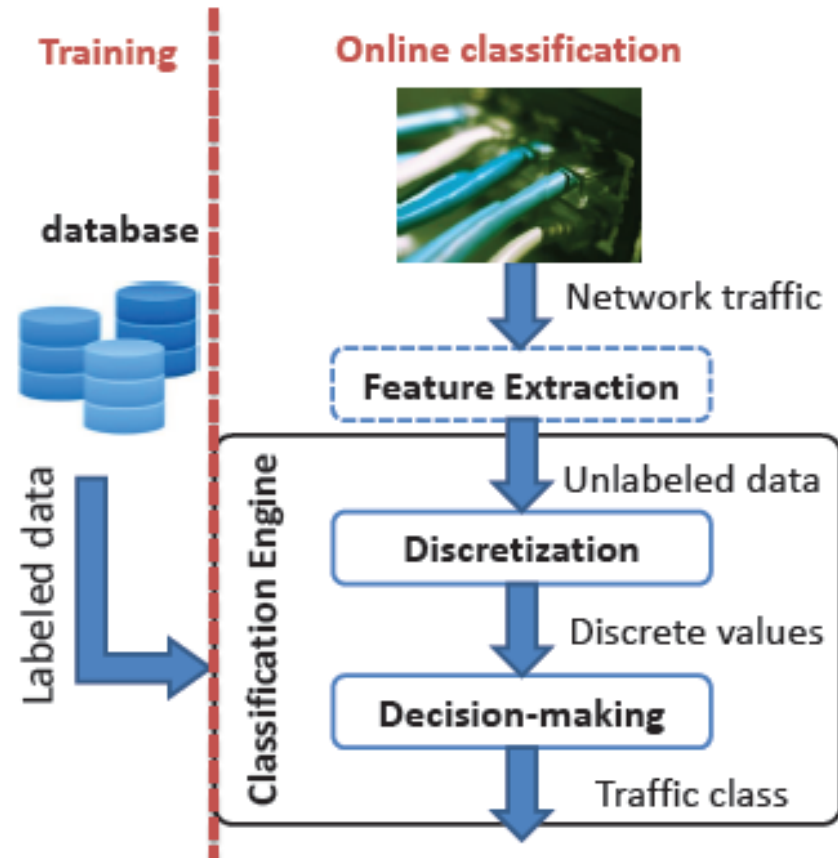 Training
Online classification
database
Network traffic
Feature Extraction
Labeled data
Classification Engine
Unlabeled data
Discretization
Discrete values
Decision-making
Traffic class